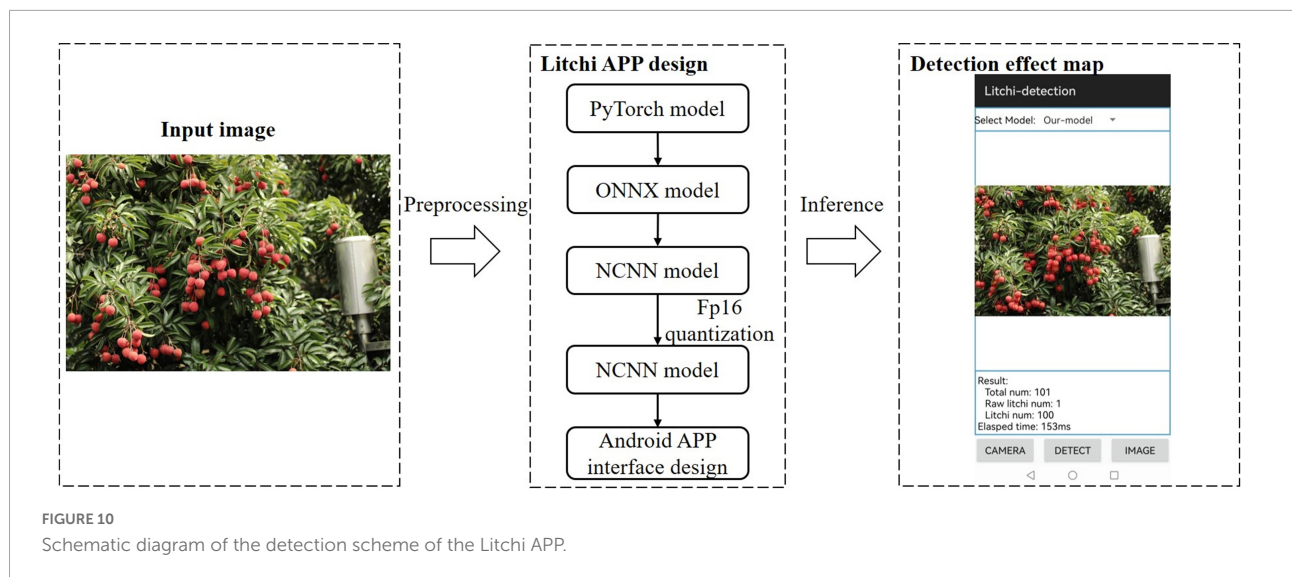 Input image
Preprocessing
Litchi APP design
PyTorch model
ONNX model
NCNN model
Fp16
quantization
NCNN model
Android APP
interface design
Inference
Detection effect map
Litchi-detection
Select Model: Our-model
Result:
Total num: 101
Raw litchi num: 1
Litchi num: 100
Elasped time: 153ms
CAMERA DETECT IMAGE
FIGURE 10
Schematic diagram of the detection scheme of the Litchi APP.